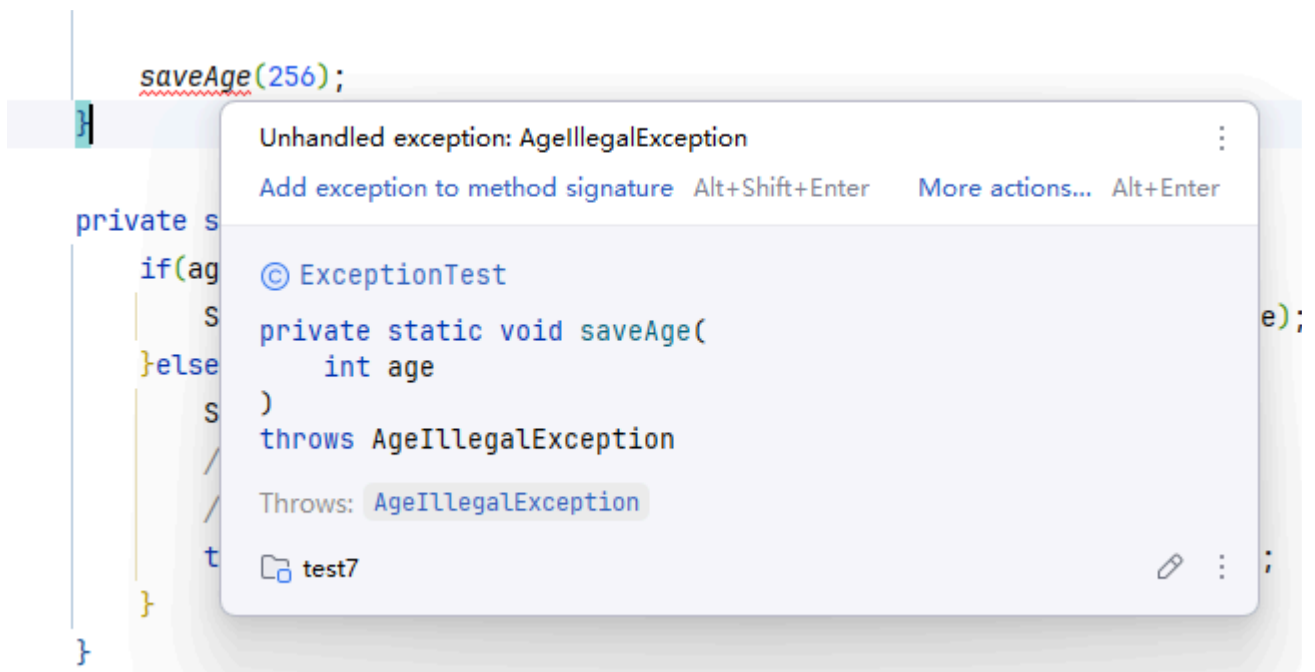 saveAge(256);
}
Unhandled exception: AgeIllegalException
Add exception to method signature Alt+Shift+Enter More actions... Alt+Enter
private s
if(ag
© ExceptionTest
S
e);
private static void saveAge(
}else
int age
S
)
throws AgeIllegalException
/
/
Throws: AgeIllegalException
t
test7
;
}
}